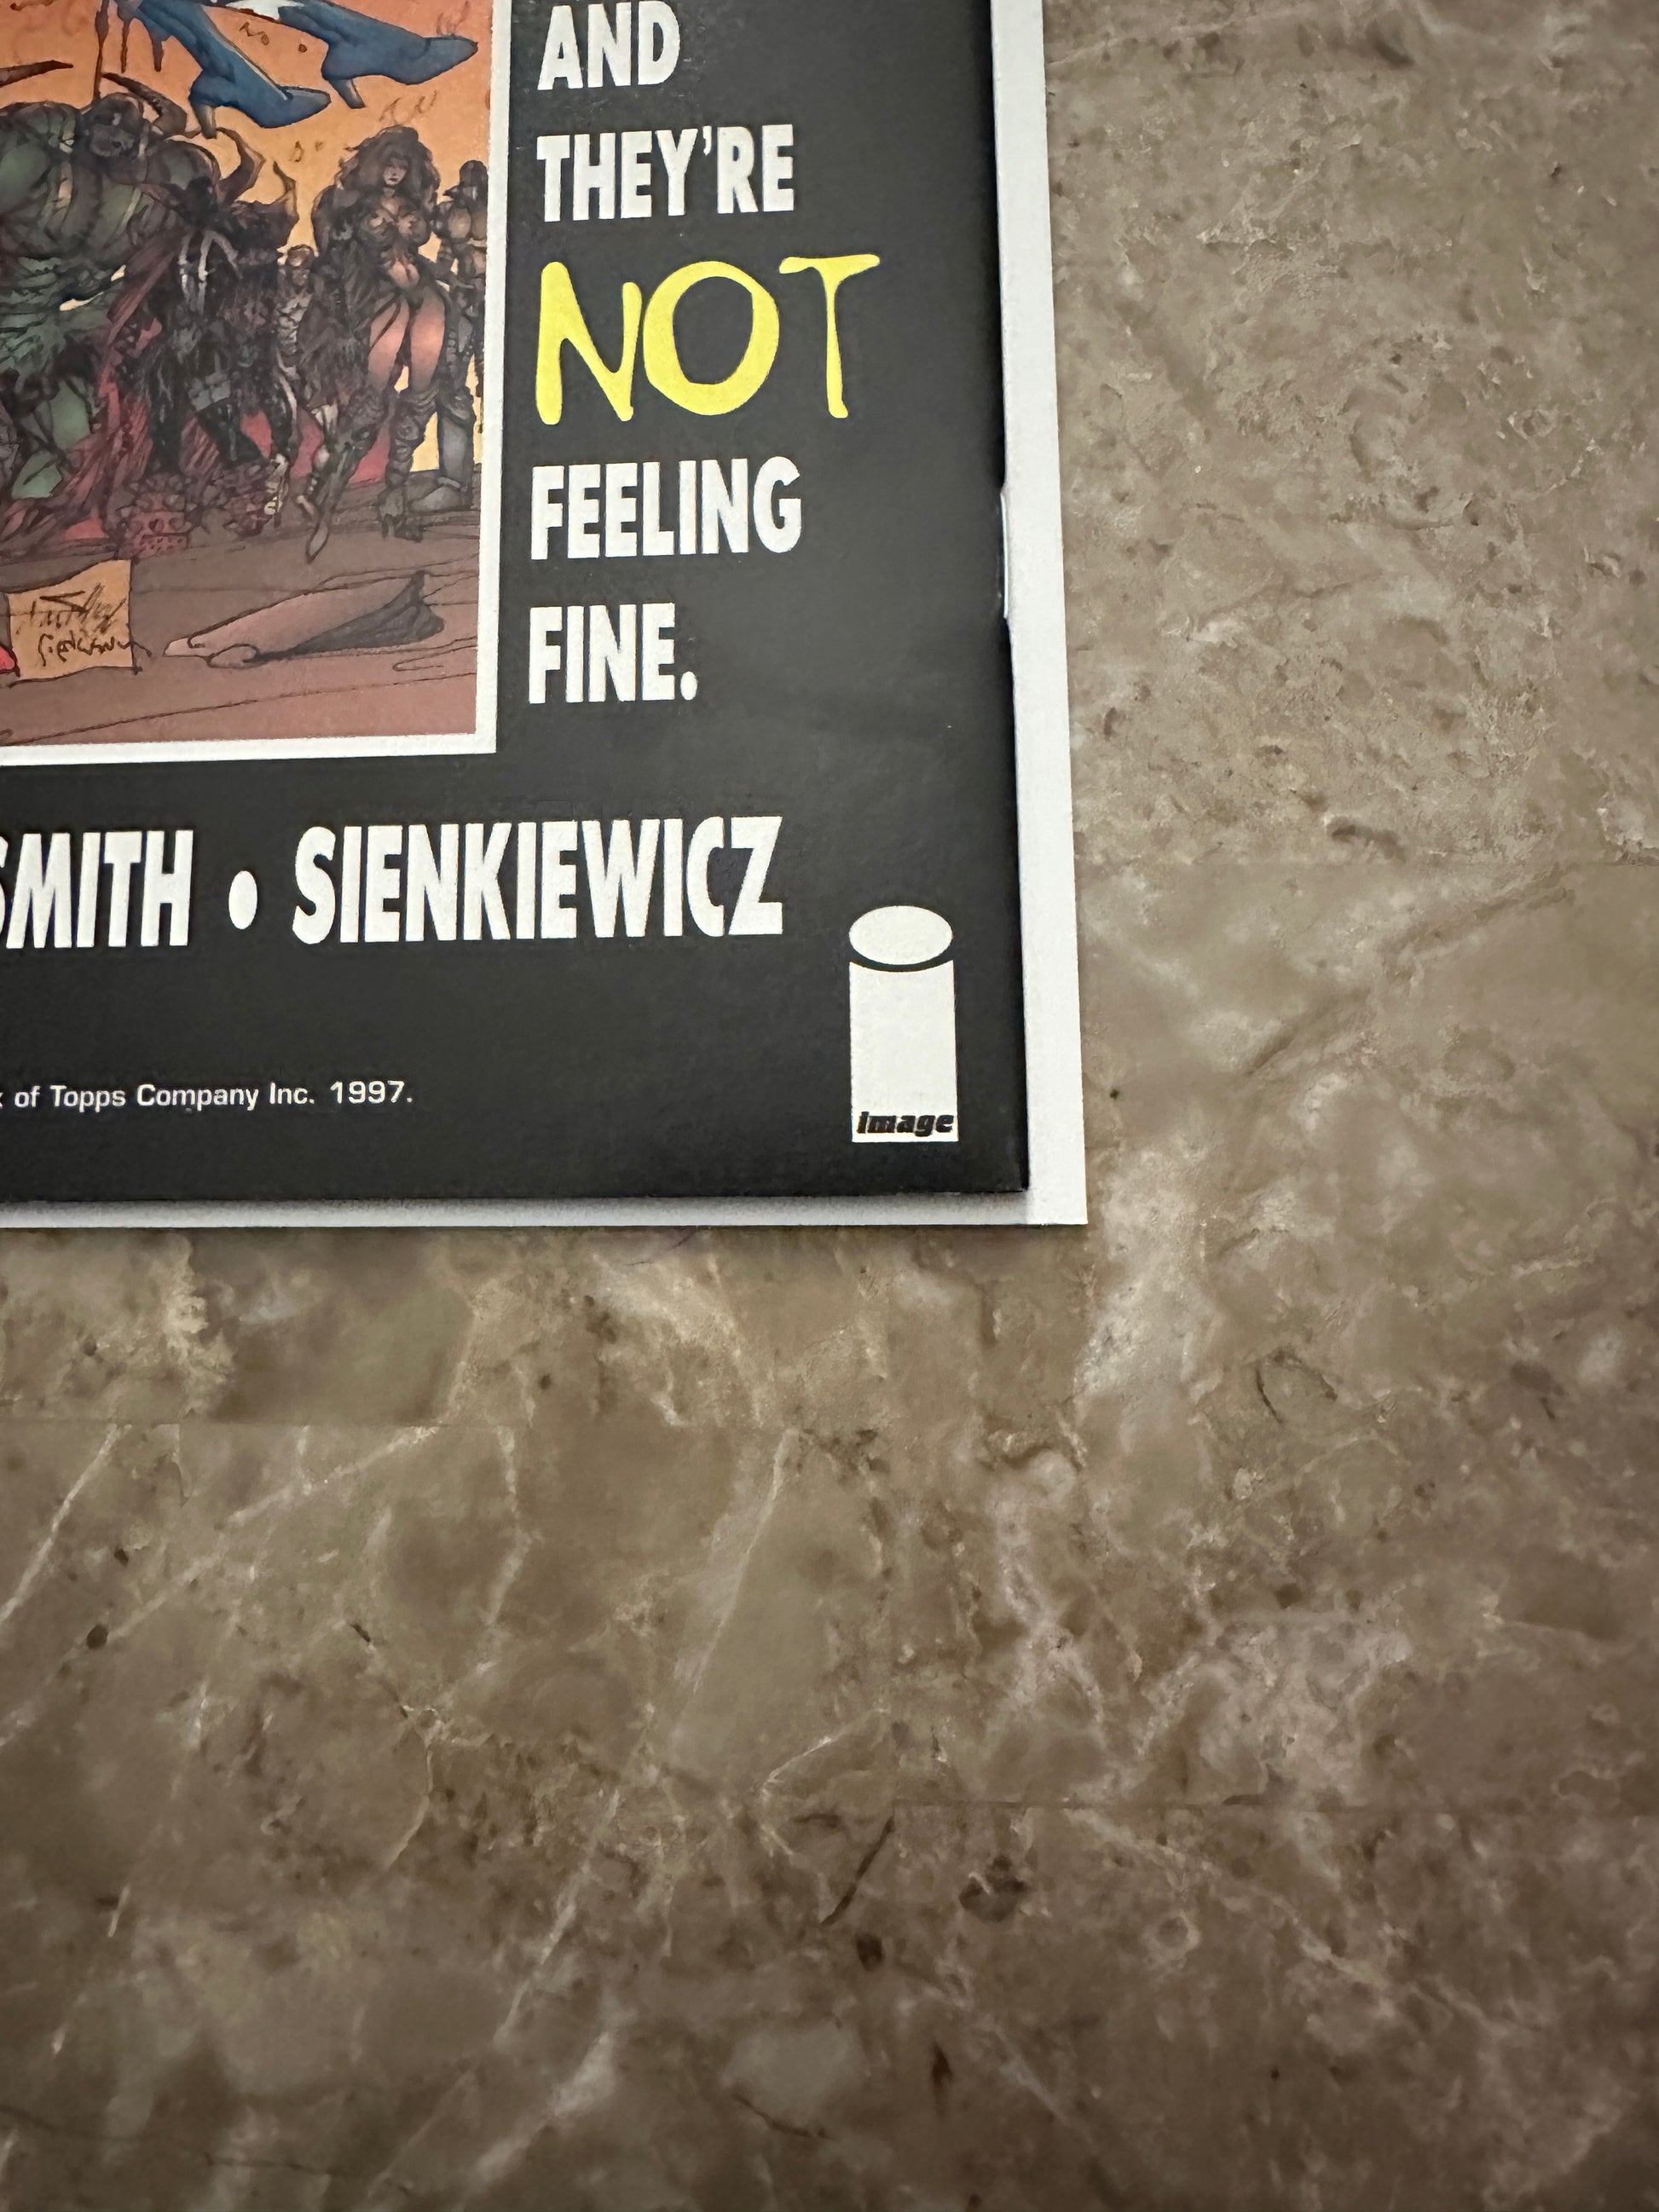 AND
THEY'RE
NOT
FEELING
FINE.
SMITH • SIENKIEWICZ
of Topps Company Inc. 1997.
image